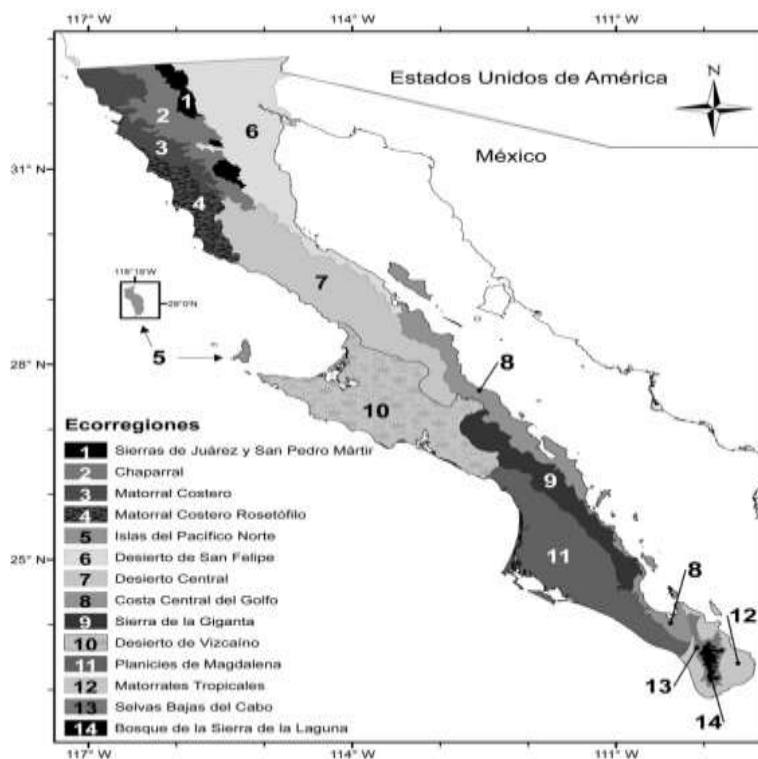 117° W
114° W
111° W
Estados Unidos de América
N
México
1
2
3
6
31° N
4
7
118°18'W
5
28° N
8
10
9
11
25° N
8
12
13
14
Ecorregiones
1 Sierras de Juárez y San Pedro Mártir
2 Chaparral
3 Matorral Costero
4 Matorral Costero Rosetófilo
5 Islas del Pacífico Norte
6 Desierto de San Felipe
7 Desierto Central
8 Costa Central del Golfo
9 Sierra de la Giganta
10 Desierto de Vizcaíno
11 Planicies de Magdalena
12 Matorrales Tropicales
13 Selvas Bajas del Cabo
14 Bosque de la Sierra de la Laguna
117° W
114° W
111° W